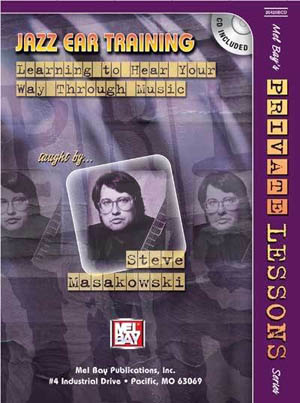 JAZZ EAR TRAINING
Learning to Hear Your
Way Through Music
CD INCLUDED
taught by...
Steve
Masakowski
MEL
BAY
Mel Bay Publications, Inc.
#4 Industrial Drive • Pacific, MO 63069
Mel Bay's
PRIVATE LESSONS
Series